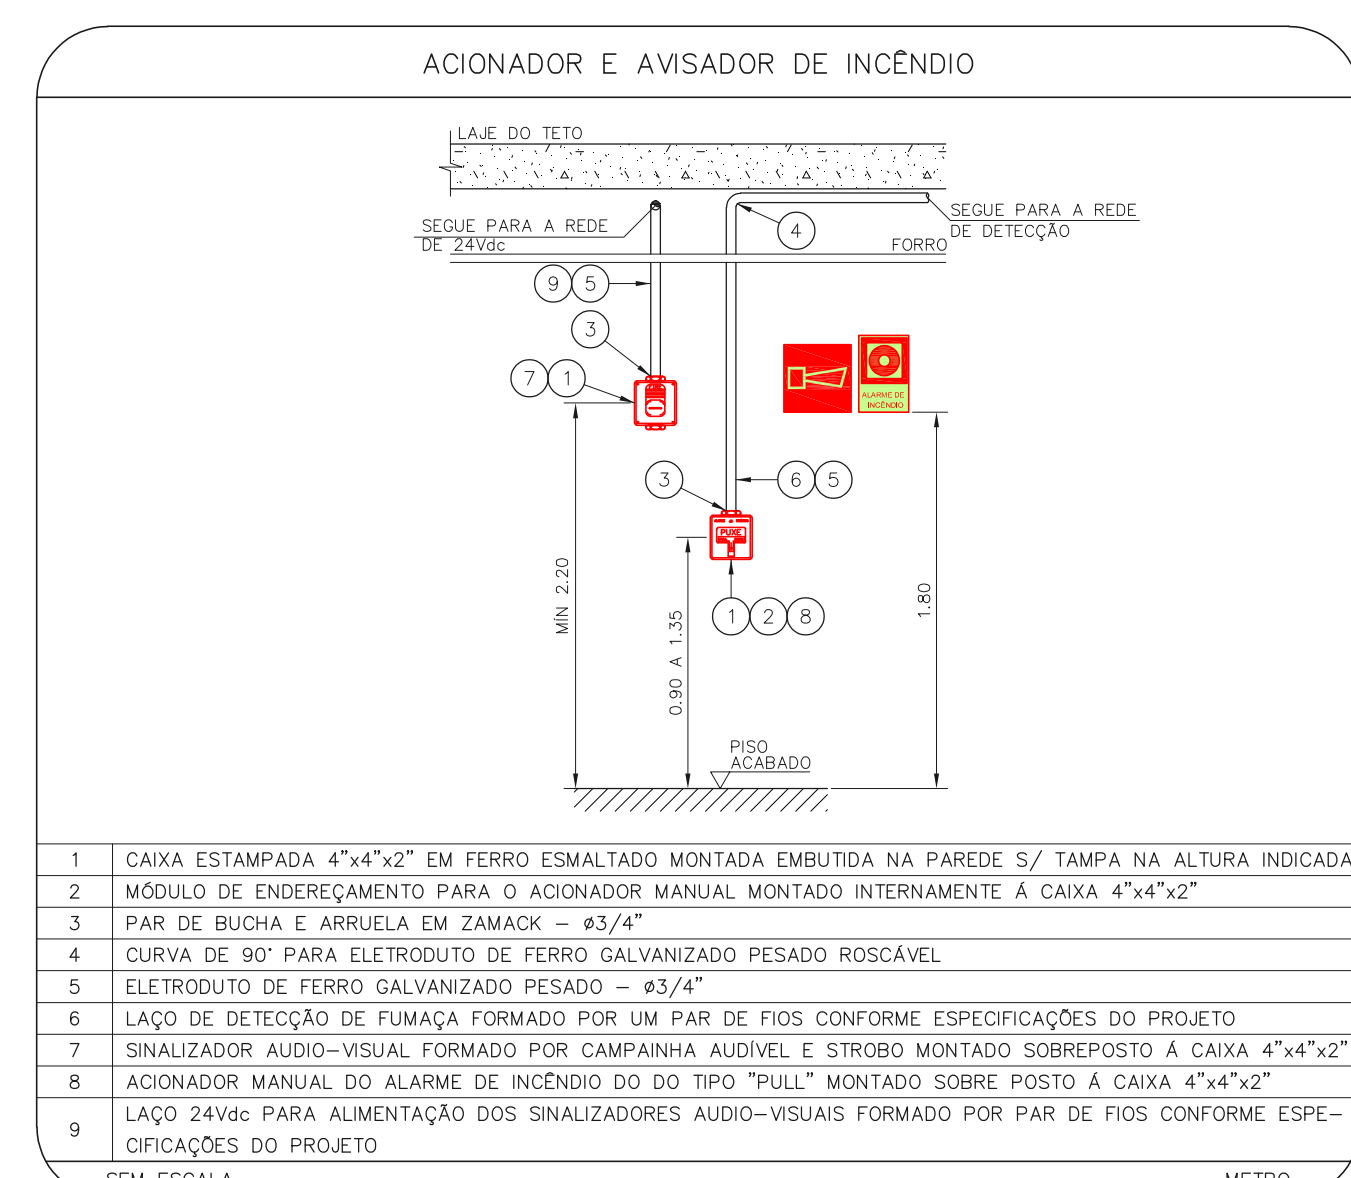 ACIONADOR E AVISADOR DE INCÊNDIO
LAJE DO TETO
SEGUE PARA A REDE
DE 24Vdc
SEGUE PARA A REDE
DE DETECÇÃO
4
FORRO
9 5
3
7 1
ALARME DE
INCÊNDIO
3
6 5
PUXE
MÍN 2.20
0.90 A 1.35
1.80
1 2 8
PISO
ACABADO
1 CAIXA ESTAMPADA 4"x4"x2" EM FERRO ESMALTADO MONTADA EMBUTIDA NA PAREDE S/ TAMPA NA ALTURA INDICADA
2 MÓDULO DE ENDEREÇAMENTO PARA O ACIONADOR MANUAL MONTADO INTERNAMENTE Á CAIXA 4"x4"x2"
3 PAR DE BUCHA E ARRUELA EM ZAMACK – ø3/4"
4 CURVA DE 90° PARA ELETRODUTO DE FERRO GALVANIZADO PESADO ROSCÁVEL
5 ELETRODUTO DE FERRO GALVANIZADO PESADO – ø3/4"
6 LAÇO DE DETECÇÃO DE FUMAÇA FORMADO POR UM PAR DE FIOS CONFORME ESPECIFICAÇÕES DO PROJETO
7 SINALIZADOR AUDIO–VISUAL FORMADO POR CAMPAINHA AUDÍVEL E STROBO MONTADO SOBREPOSTO Á CAIXA 4"x4"x2"
8 ACIONADOR MANUAL DO ALARME DE INCÊNDIO DO DO TIPO "PULL" MONTADO SOBRE POSTO Á CAIXA 4"x4"x2"
9 LAÇO 24Vdc PARA ALIMENTAÇÃO DOS SINALIZADORES AUDIO–VISUAIS FORMADO POR PAR DE FIOS CONFORME ESPE–
CIFICAÇÕES DO PROJETO
SEM ESCALA
METRO